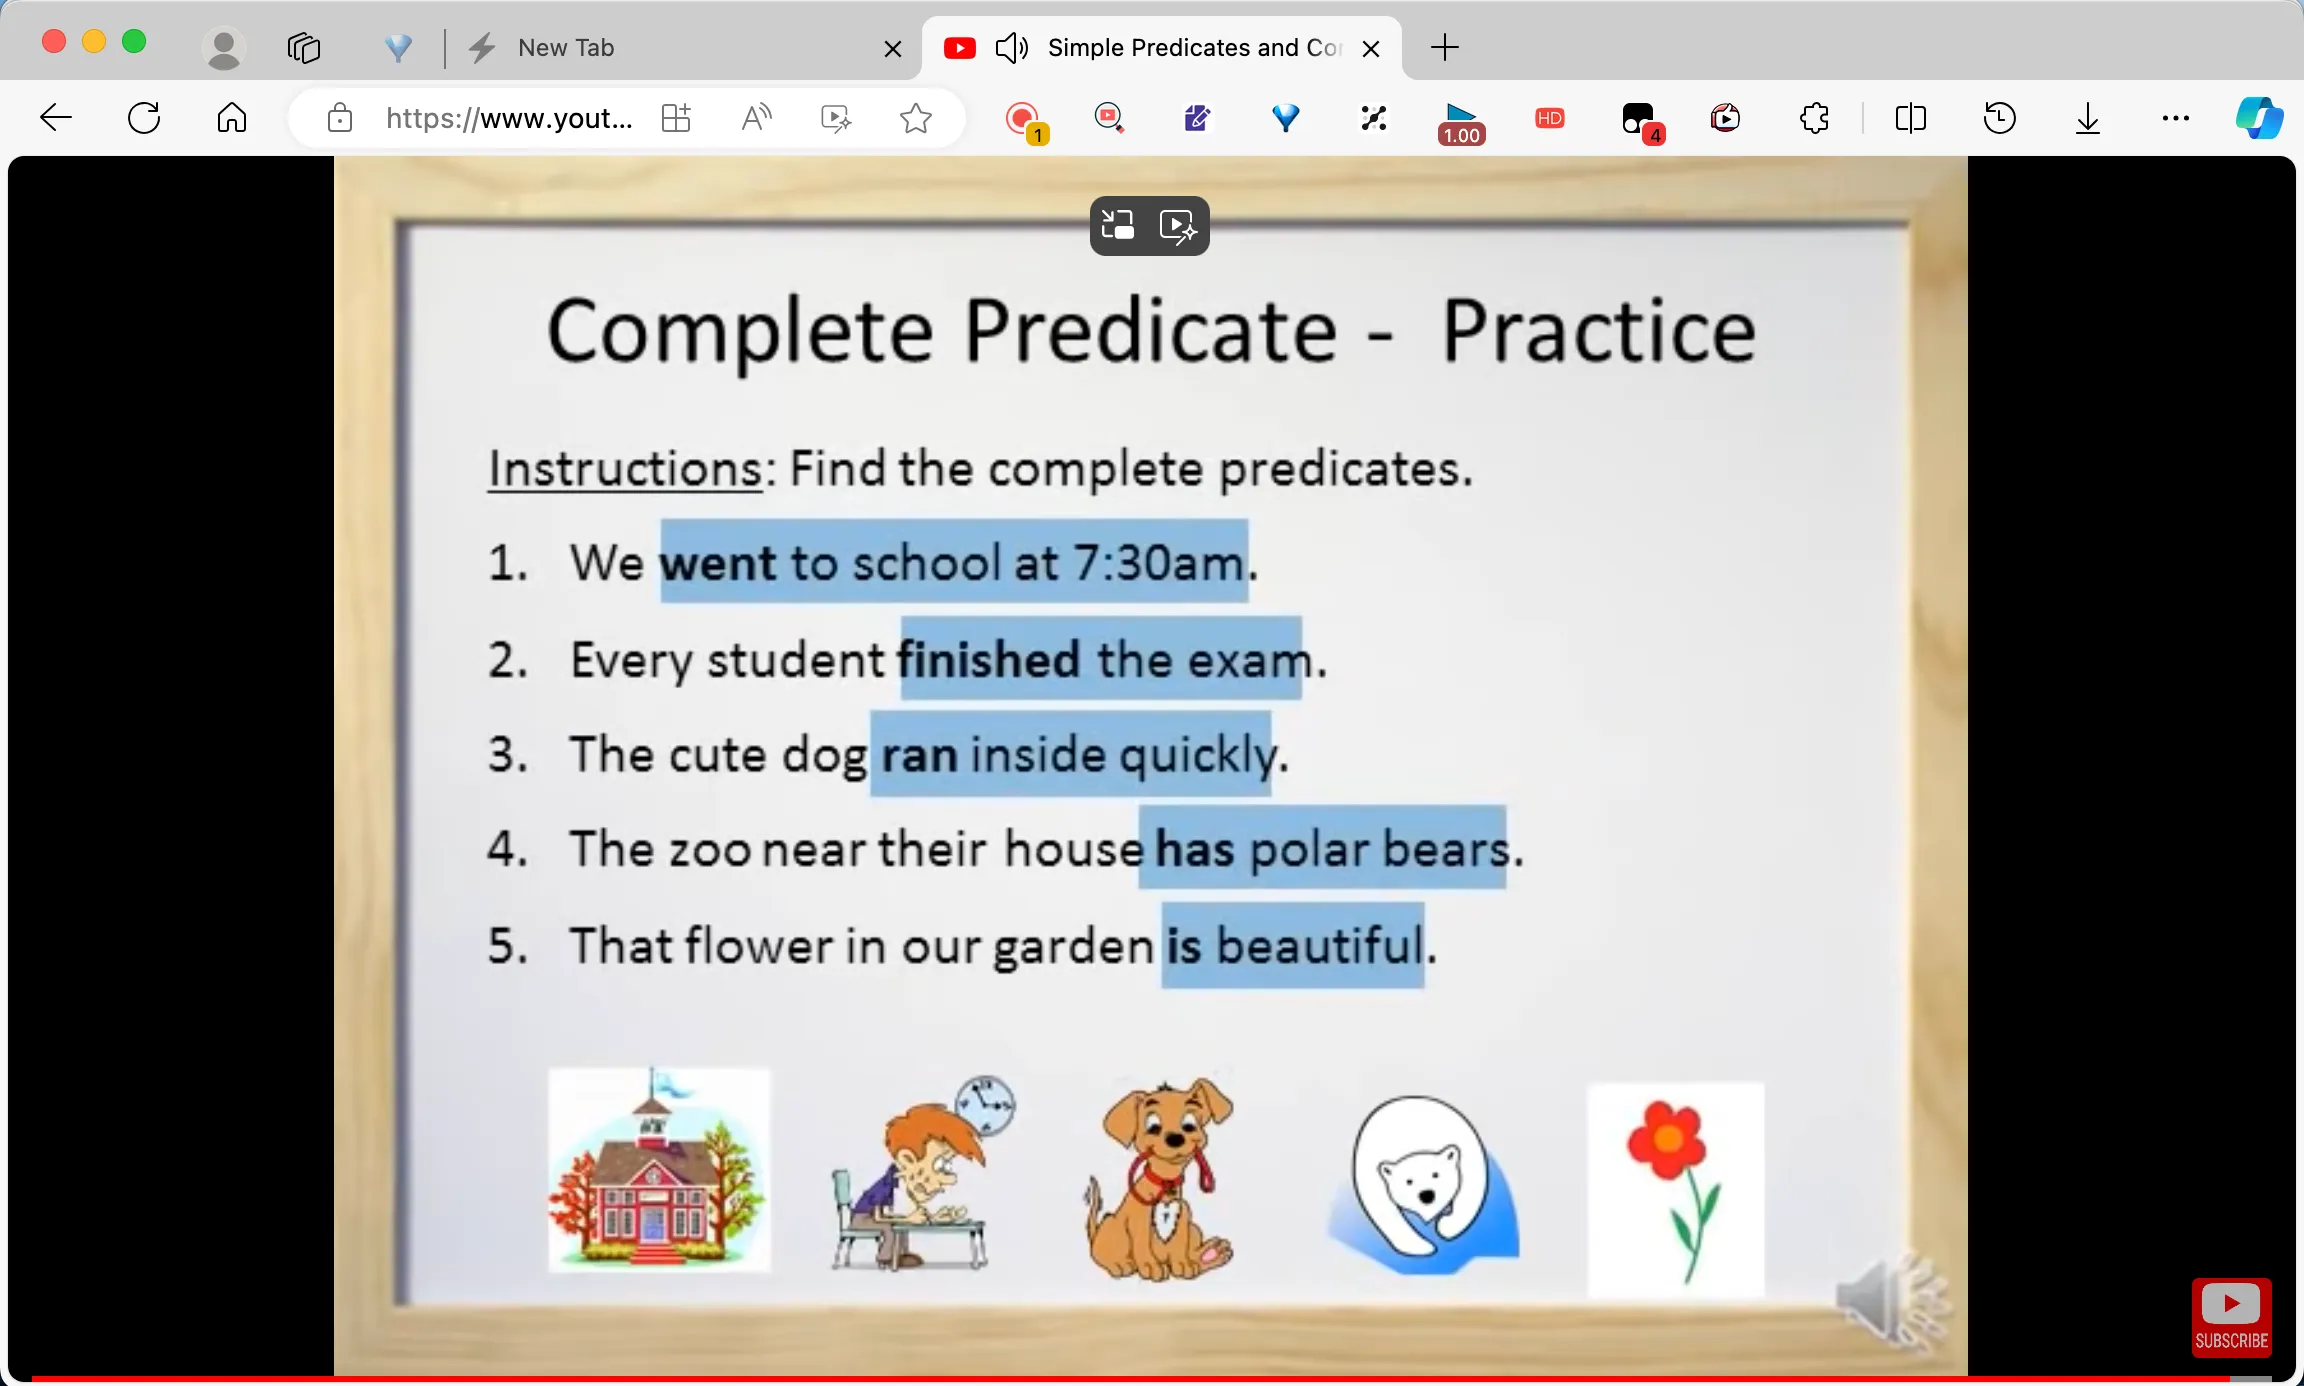 New Tab
Simple Predicates and Co
https://www.yout...
1
1.00
HD
4
Complete Predicate - Practice
Instructions: Find the complete predicates.
1. We went to school at 7:30am.
2. Every student finished the exam.
3. The cute dog ran inside quickly.
4. The zoo near their house has polar bears.
5. That flower in our garden is beautiful.
SUBSCRIBE